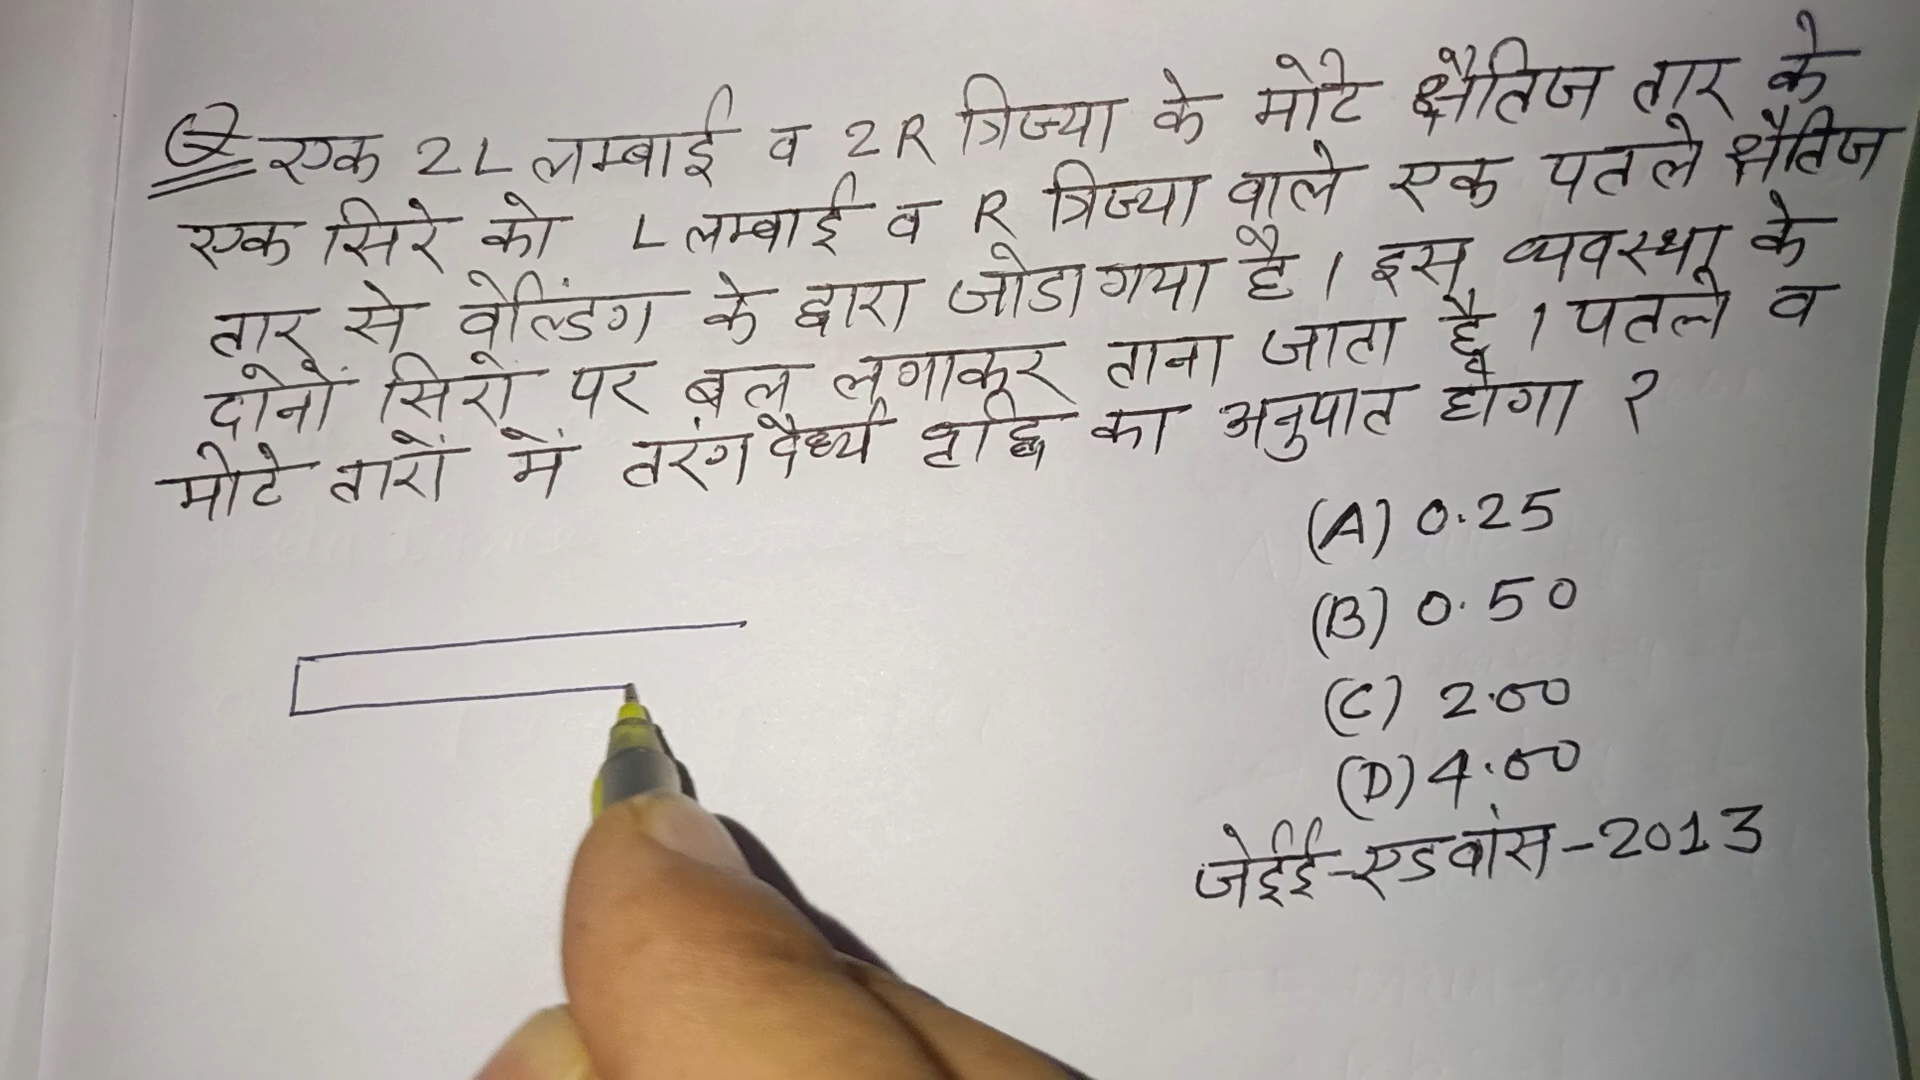 Q एक 2L लम्बाई व 2R त्रिज्या के मोटे क्षैतिज तार के
एक सिरे को L लम्बाई व R त्रिज्या वाले एक पतले क्षैतिज
तार से वेल्डिंग के द्वारा जोडा गया है। इस व्यवस्था के
दोनों सिरों पर बल लगाकर ताना जाता है। पतले व
मोटे तारों में तरंगदैर्ध्य वृद्धि का अनुपात होगा ?
(A) 0.25
(B) 0.50
(C) 2.00
(D) 4.00
जेईई-एडवांस-2013